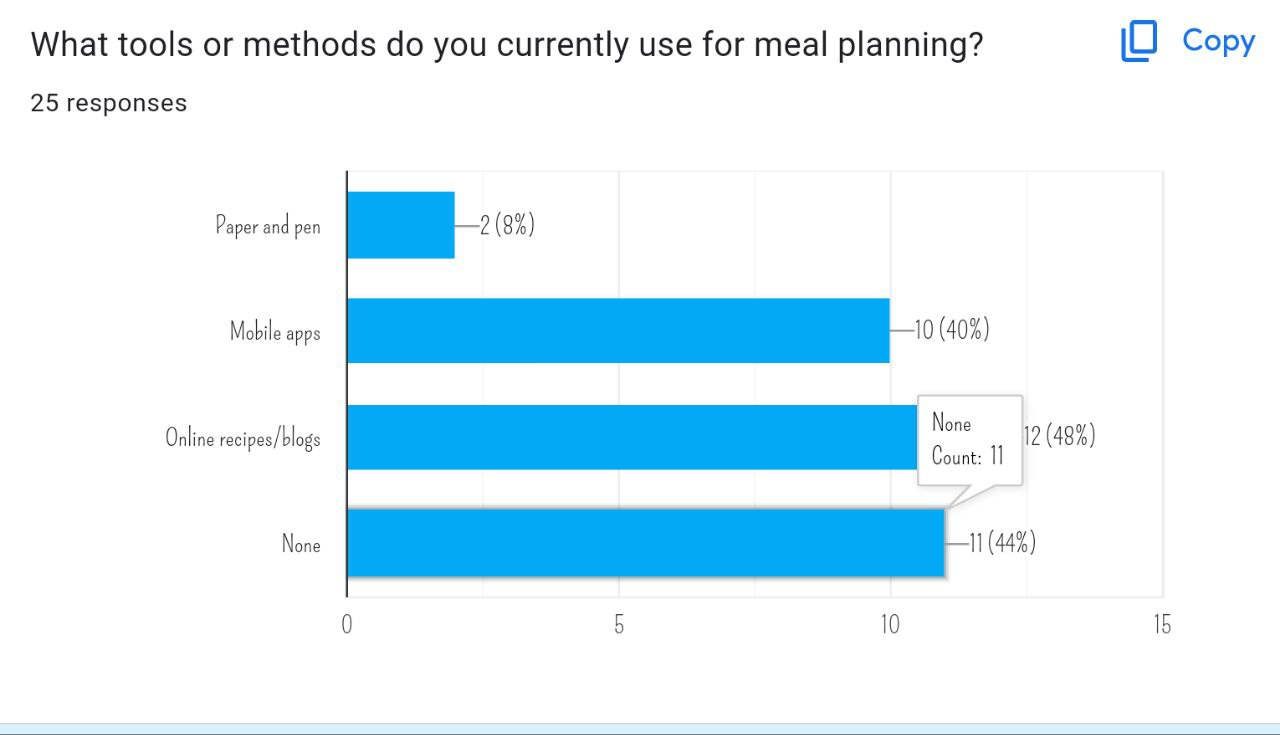 What tools or methods do you currently use for meal planning?
Copy
25 responses
Paper and pen
2 (8%)
Mobile apps
10 (40%)
Online recipes/blogs
12 (48%)
None
Count: 11
None
11 (44%)
0 5 10 15